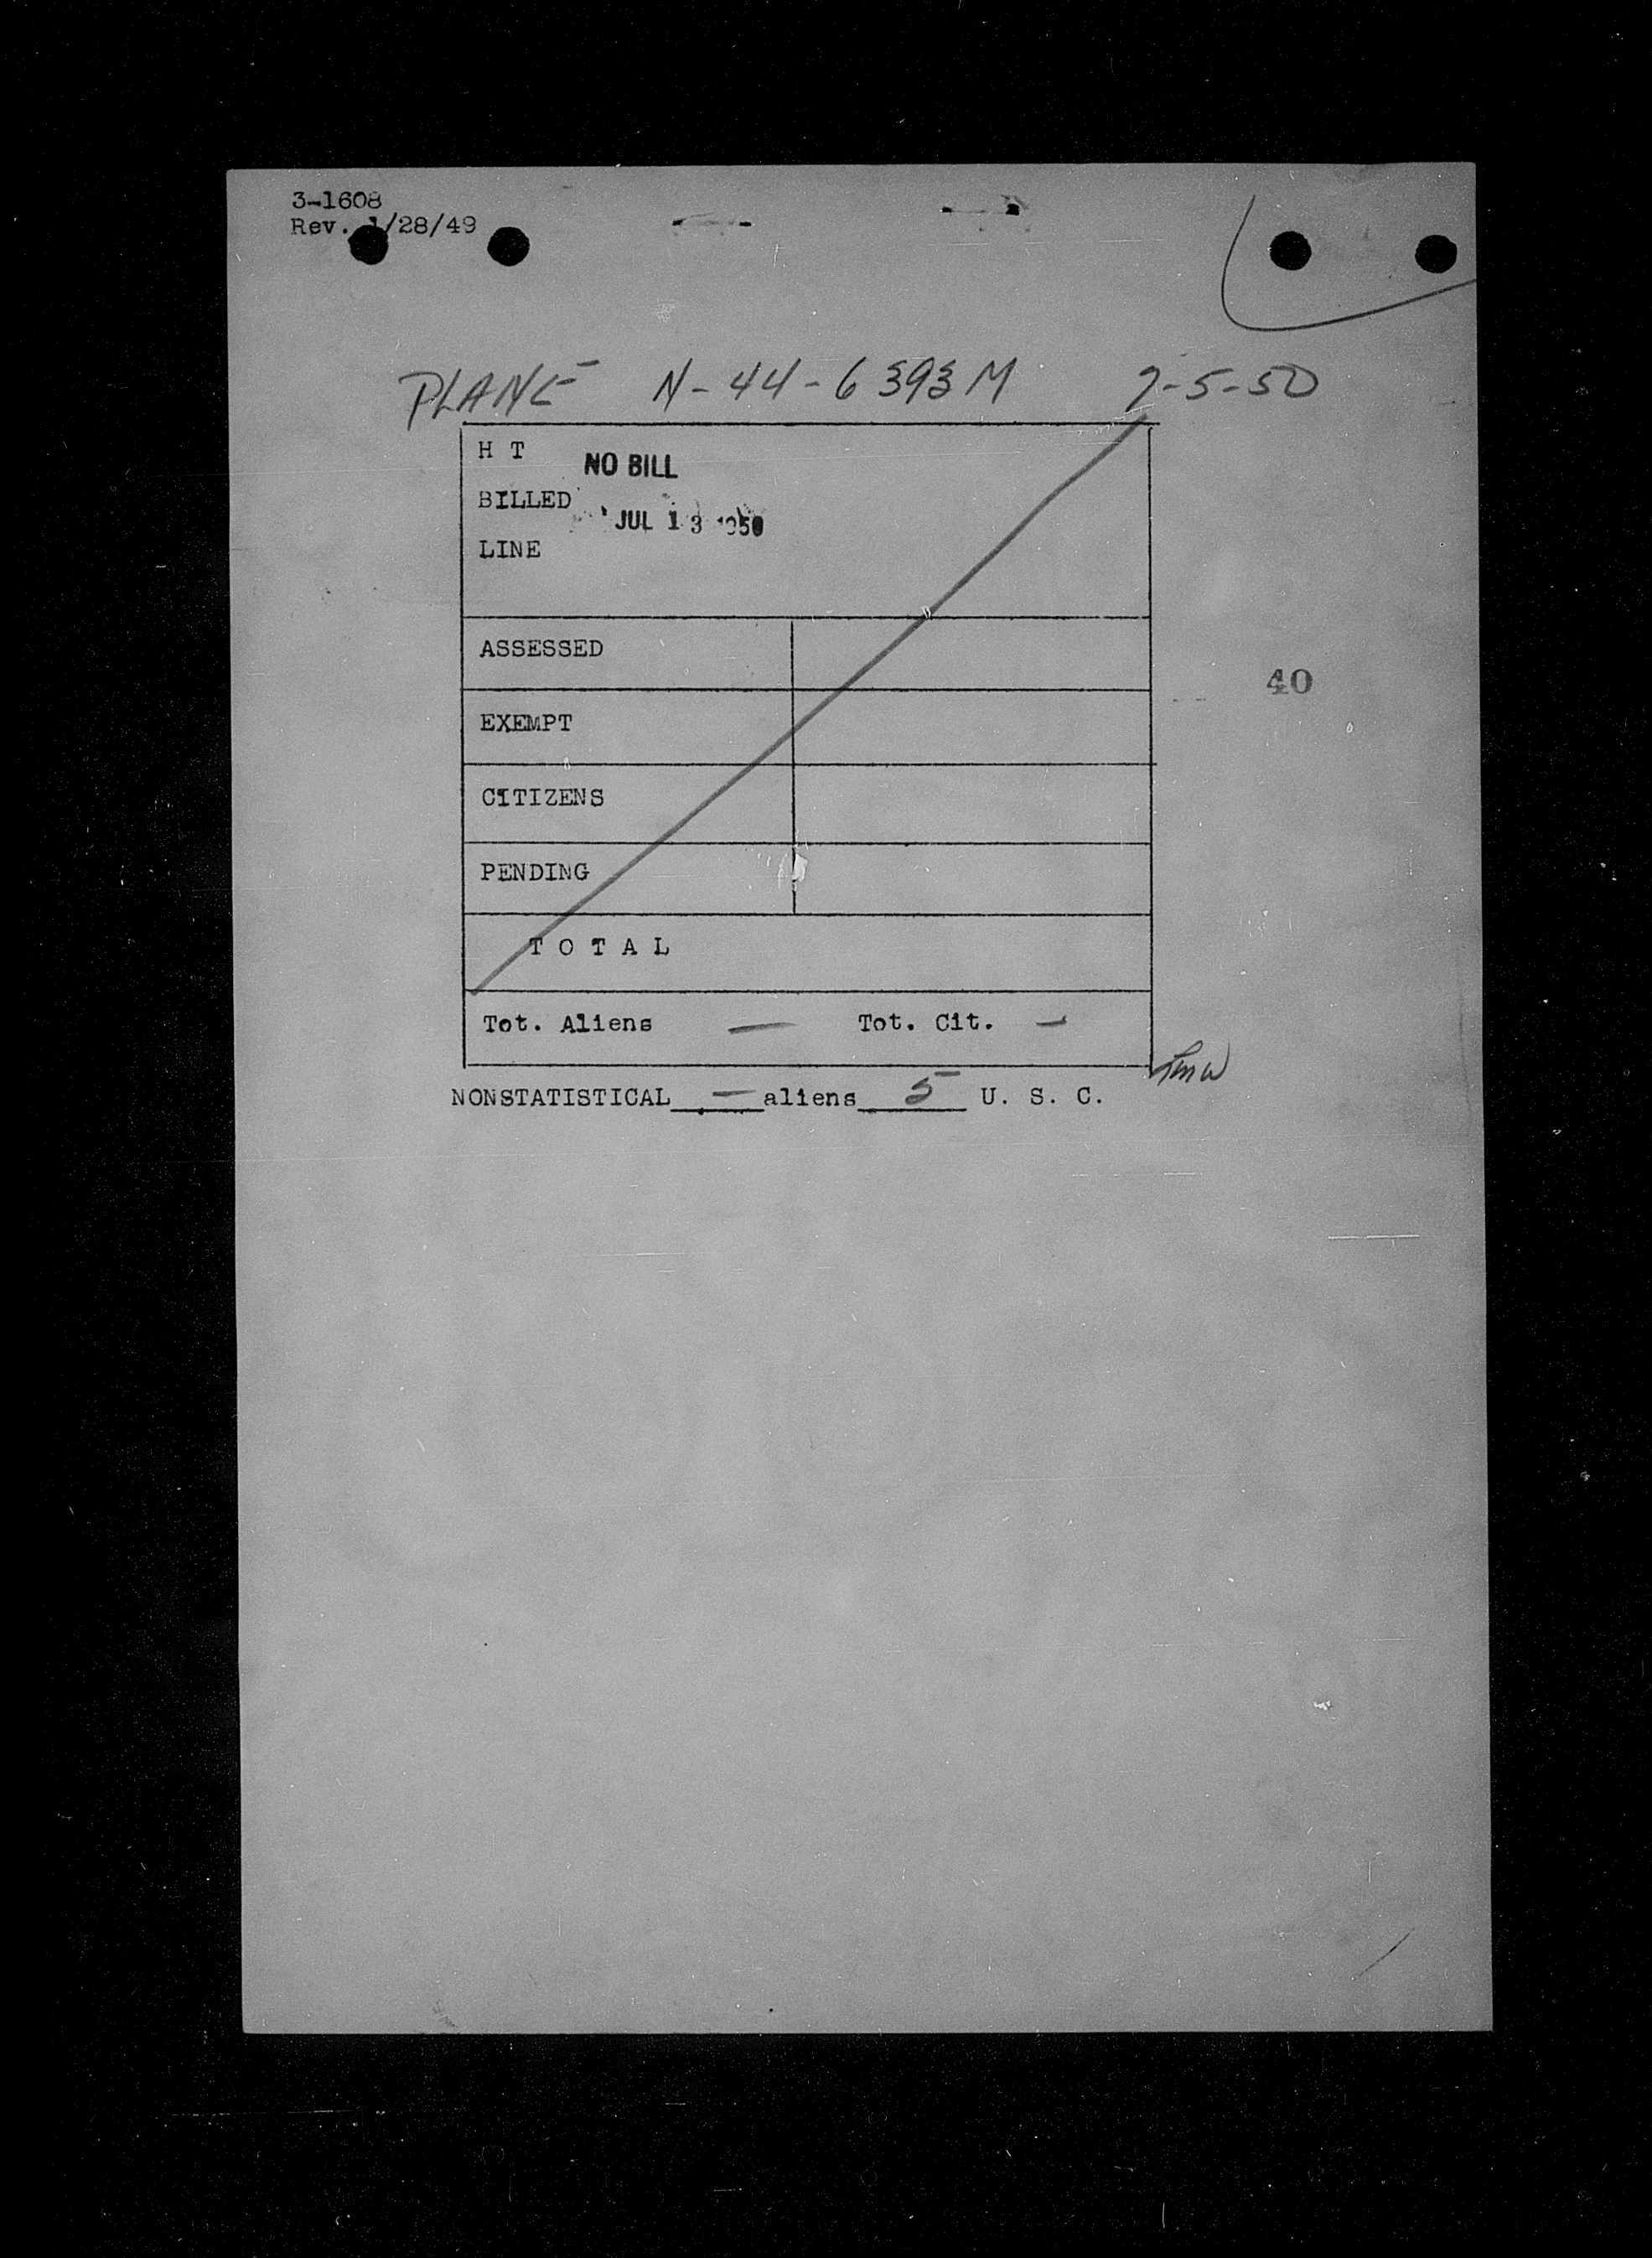 3-1608
Rev. 1/28/49
PLANE N-44-6393M 7-5-50
H T NO BILL
BILLED JUL 13 1950
LINE
ASSESSED
40
EXEMPT
CITIZENS
PENDING
T O T A L
Tot. Aliens — Tot. Cit. -
NONSTATISTICAL - aliens 5 U. S. C.